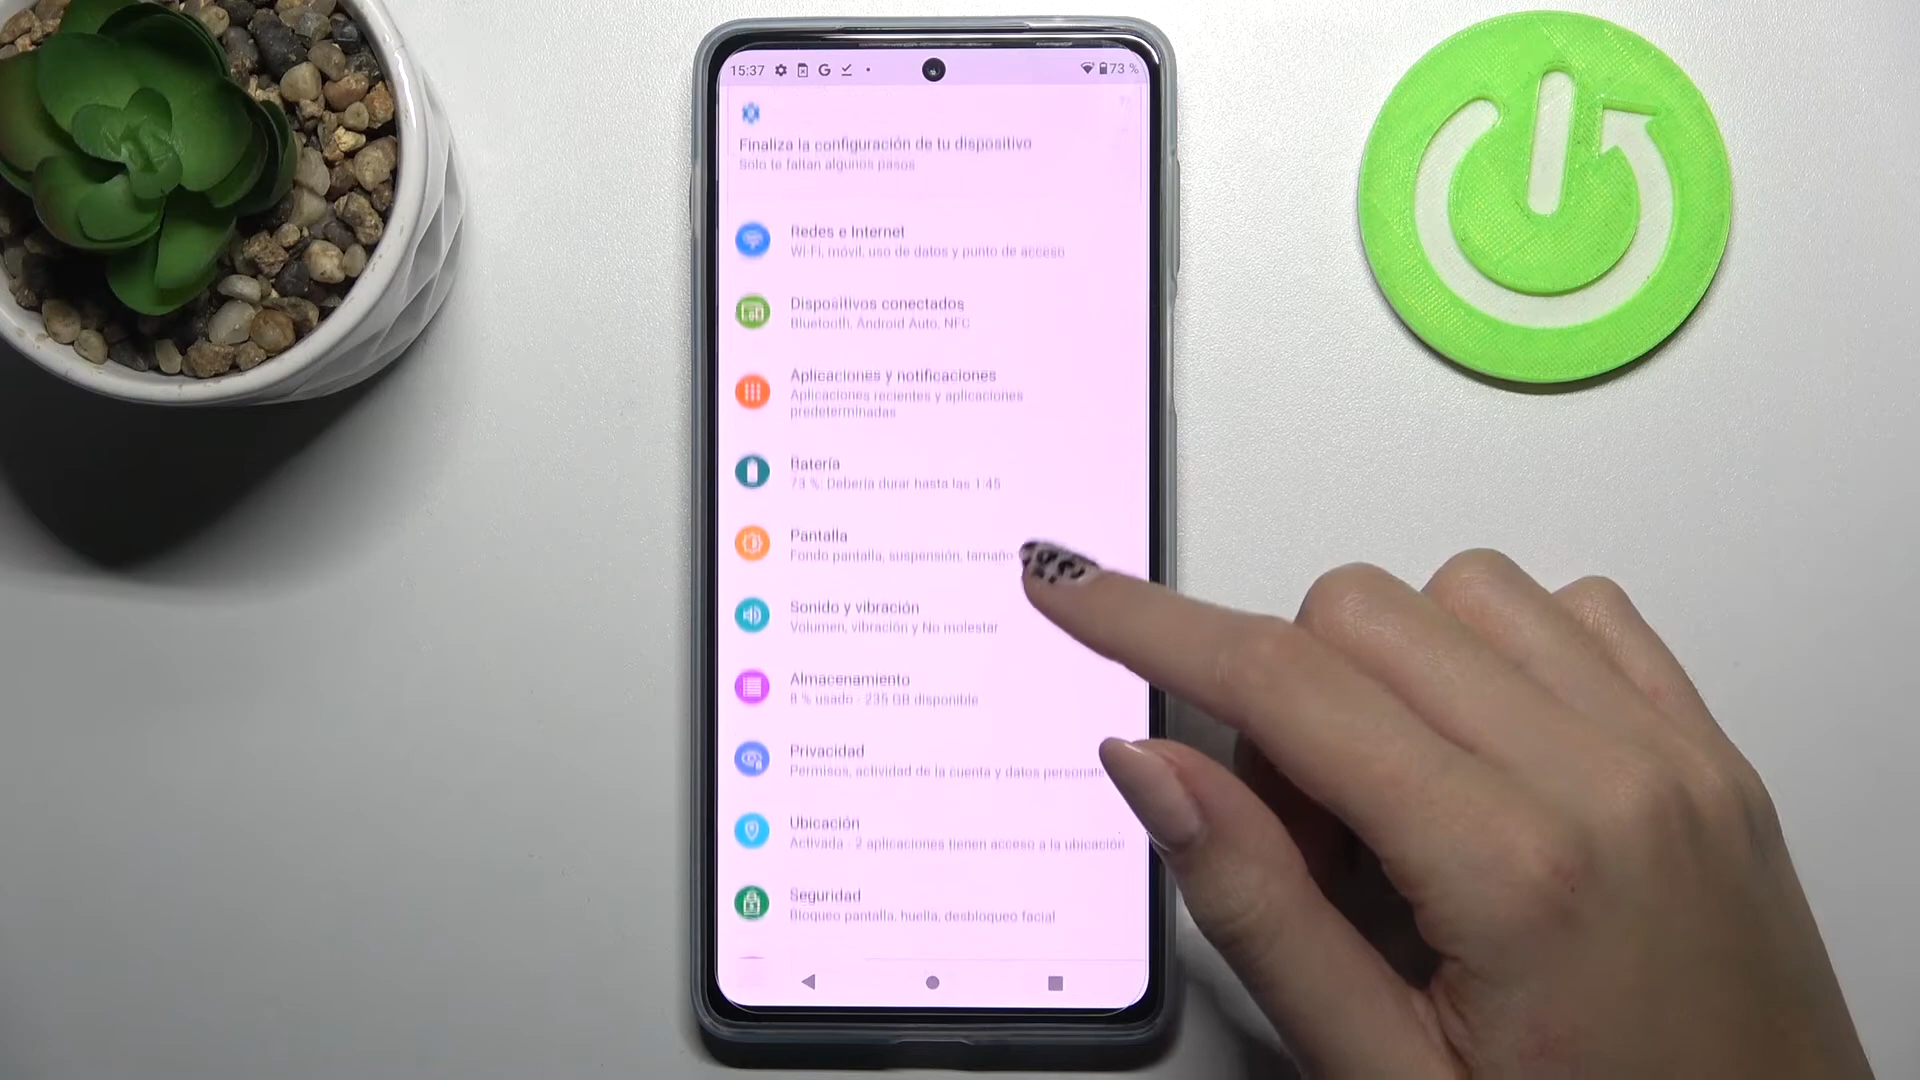 15:37
73 %
Finaliza la configuración de tu dispositivo
Solo te faltan algunos pasos
Redes e Internet
Wi-Fi, móvil, uso de datos y punto de acceso
Dispositivos conectados
Bluetooth, Android Auto, NFC
Aplicaciones y notificaciones
Aplicaciones recientes y aplicaciones
predeterminadas
Batería
73 %: Debería durar hasta las 1:45
Pantalla
Fondo pantalla, suspensión, tamaño
Sonido y vibración
Volumen, vibración y No molestar
Almacenamiento
8 % usado - 235 GB disponible
Privacidad
Permisos, actividad de la cuenta y datos personale
Ubicación
Activada - 2 aplicaciones tienen acceso a la ubicación
Seguridad
Bloqueo pantalla, huella, desbloqueo facial